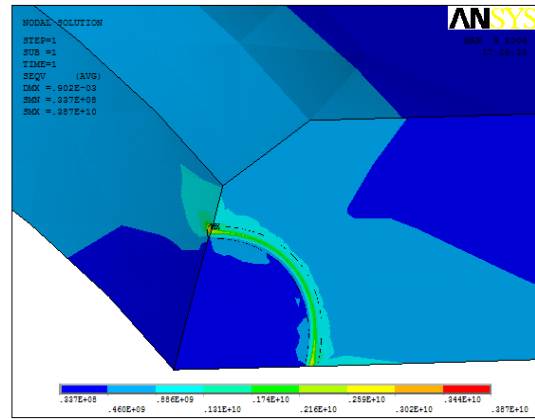 ANSYS
NODAL SOLUTION
STEP=1
SUB =1
TIME=1
SEQV (AVG)
DMX =.902E-03
SMN =.337E+08
SMX =.387E+10
MX
.337E+08 .886E+09 .174E+10 .259E+10 .344E+10
.460E+09 .131E+10 .216E+10 .302E+10 .387E+10